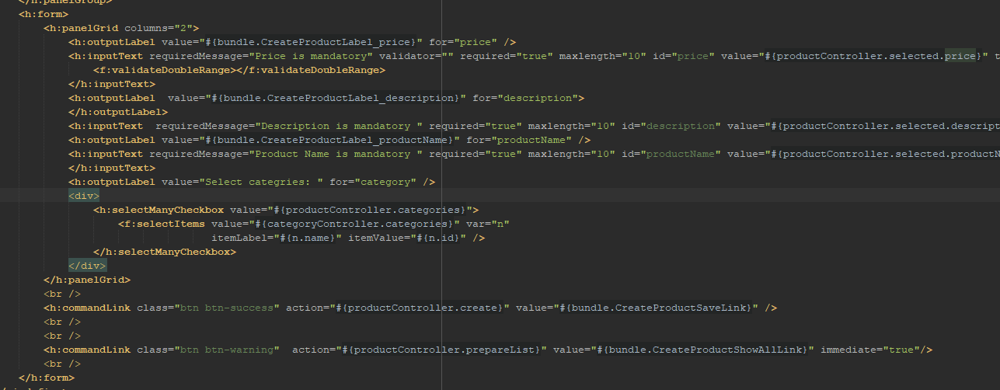 </h:panelGroup>
<h:form>
<h:panelGrid columns="2">
<h:outputLabel value="#{bundle.CreateProductLabel_price}" for="price" />
<h:inputText requiredMessage="Price is mandatory" validator="" required="true" maxlength="10" id="price" value="#{productController.selected.price}" t
<f:validateDoubleRange></f:validateDoubleRange>
</h:inputText>
<h:outputLabel  value="#{bundle.CreateProductLabel_description}" for="description">
</h:outputLabel>
<h:inputText  requiredMessage="Description is mandatory " required="true" maxlength="10" id="description" value="#{productController.selected.descript
<h:outputLabel value="#{bundle.CreateProductLabel_productName}" for="productName" />
<h:inputText requiredMessage="Product Name is mandatory " required="true" maxlength="10" id="productName" value="#{productController.selected.productN
</h:inputText>
<h:outputLabel value="Select categries: " for="category" />
<div>
<h:selectManyCheckbox value="#{productController.categories}">
<f:selectItems value="#{categoryController.categories}" var="n"
itemLabel="#{n.name}" itemValue="#{n.id}" />
</h:selectManyCheckbox>
</div>
</h:panelGrid>
<br />
<h:commandLink class="btn btn-success" action="#{productController.create}" value="#{bundle.CreateProductSaveLink}" />
<br />
<br />
<h:commandLink class="btn btn-warning"  action="#{productController.prepareList}" value="#{bundle.CreateProductShowAllLink}" immediate="true"/>
<br />
</h:form>